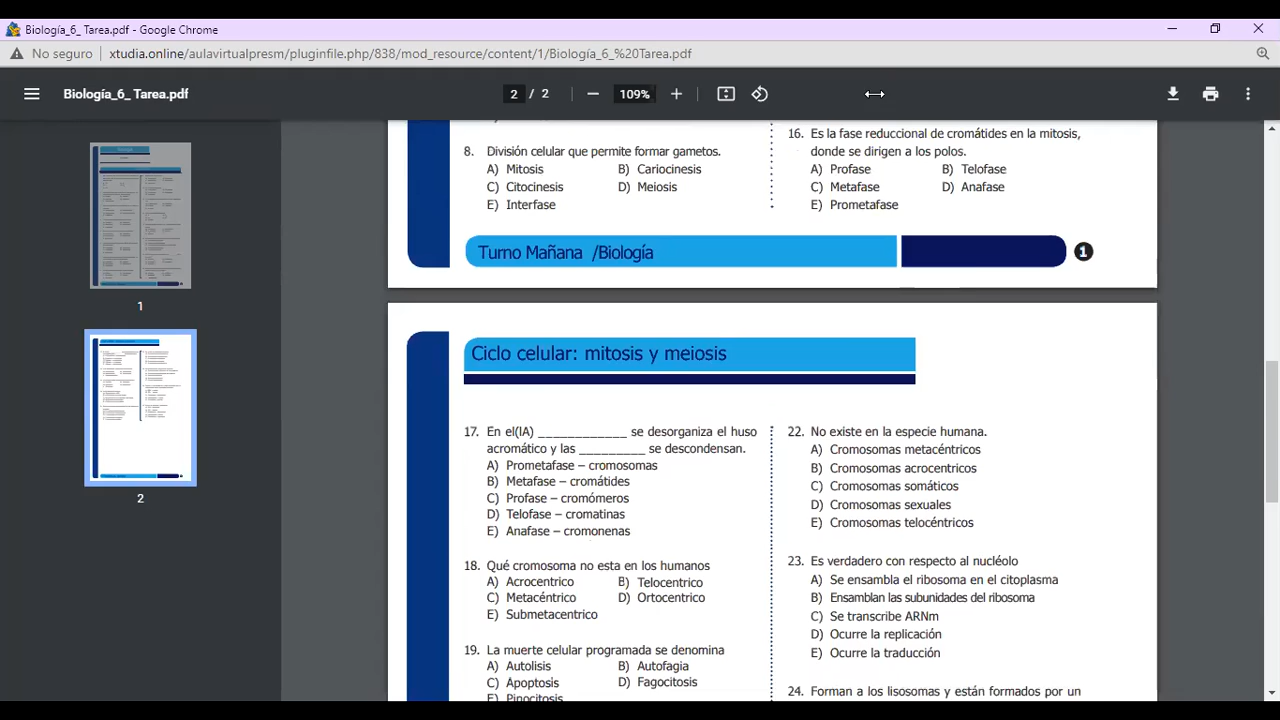 Biología_6_ Tarea.pdf - Google Chrome
No seguro xtudia.online/aulavirtualpresm/pluginfile.php/838/mod_resource/content/1/Biología_6_%20Tarea.pdf
Biología_6_ Tarea.pdf
2 / 2
109%
8. División celular que permite formar gametos.
A) Mitosis B) Cariocinesis
C) Citocinesis D) Meiosis
E) Interfase
16. Es la fase reduccional de cromátides en la mitosis,
donde se dirigen a los polos.
A) Profase B) Telofase
C) Metafase D) Anafase
E) Prometafase
Turno Mañana /Biología
1
1
2
Ciclo celular: mitosis y meiosis
17. En el(lA) _____________ se desorganiza el huso
acromático y las __________ se descondensan.
A) Prometafase – cromosomas
B) Metafase – cromátides
C) Profase – cromómeros
D) Telofase – cromatinas
E) Anafase – cromonenas
18. Qué cromosoma no esta en los humanos
A) Acrocentrico B) Telocentrico
C) Metacéntrico D) Ortocentrico
E) Submetacentrico
19. La muerte celular programada se denomina
A) Autolisis B) Autofagia
C) Apoptosis D) Fagocitosis
E) Pinocitosis
22. No existe en la especie humana.
A) Cromosomas metacéntricos
B) Cromosomas acrocentricos
C) Cromosomas somáticos
D) Cromosomas sexuales
E) Cromosomas telocéntricos
23. Es verdadero con respecto al nucléolo
A) Se ensambla el ribosoma en el citoplasma
B) Ensamblan las subunidades del ribosoma
C) Se transcribe ARNm
D) Ocurre la replicación
E) Ocurre la traducción
24. Forman a los lisosomas y están formados por un